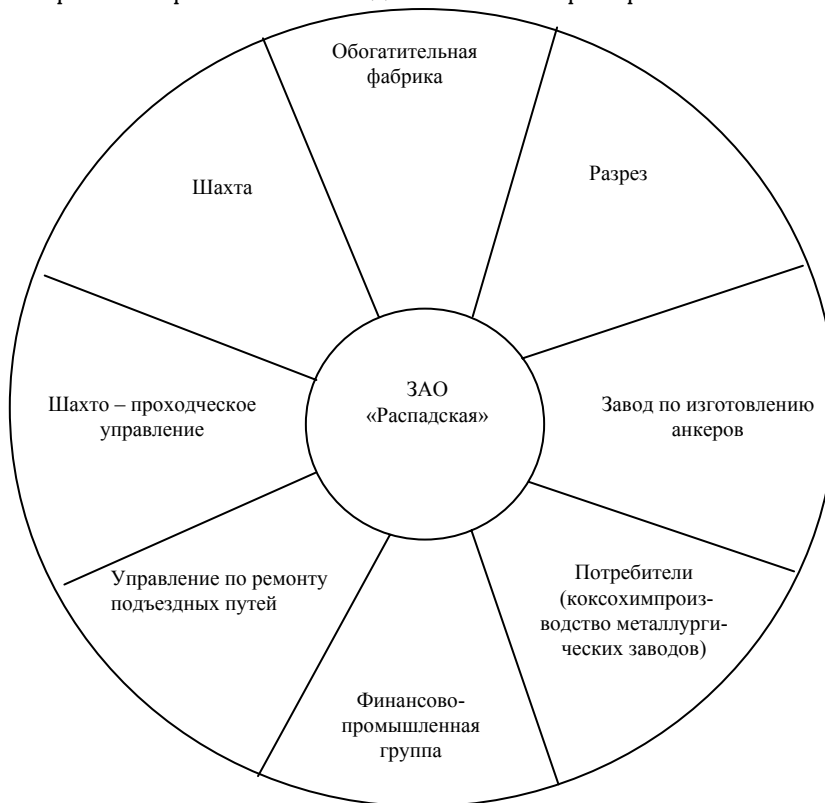 Обогатительная
фабрика
Разрез
Шахта
ЗАО
«Распадская»
Шахто – проходческое
управление
Завод по изготовлению
анкеров
Управление по ремонту
подъездных путей
Потребители
(коксохимпроиз-
водство металлурги-
ческих заводов)
Финансово-
промышленная
группа